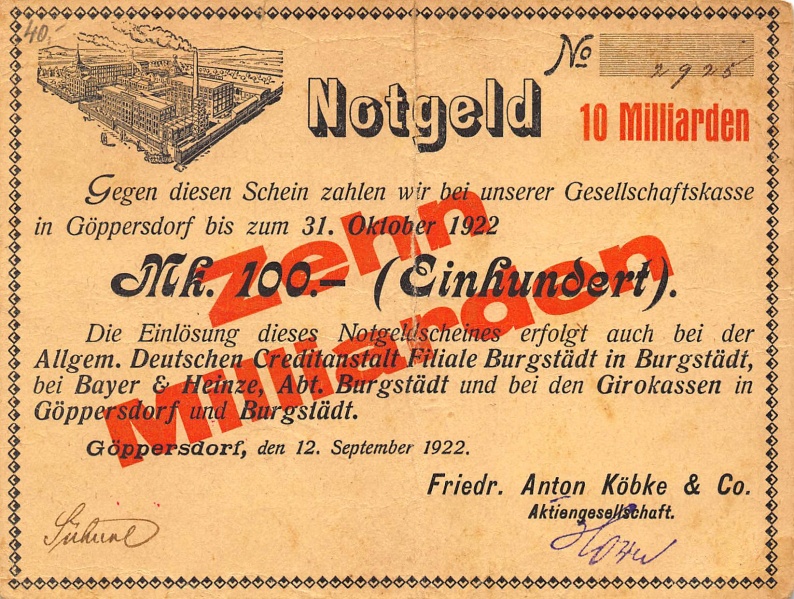 40,-
Notgeld
No 2925
10 Milliarden
Gegen diesen Schein zahlen wir bei unserer Gesellschaftskasse
in Göppersdorf bis zum 31. Oktober 1922
Mk. 100.– (Einhundert).
Zehn
Milliarden
Die Einlösung dieses Notgeldscheines erfolgt auch bei der
Allgem. Deutschen Creditanstalt Filiale Burgstädt in Burgstädt,
bei Bayer & Heinze, Abt. Burgstädt und bei den Girokassen in
Göppersdorf und Burgstädt.
Göppersdorf, den 12. September 1922.
Friedr. Anton Köbke & Co.
Aktiengesellschaft.